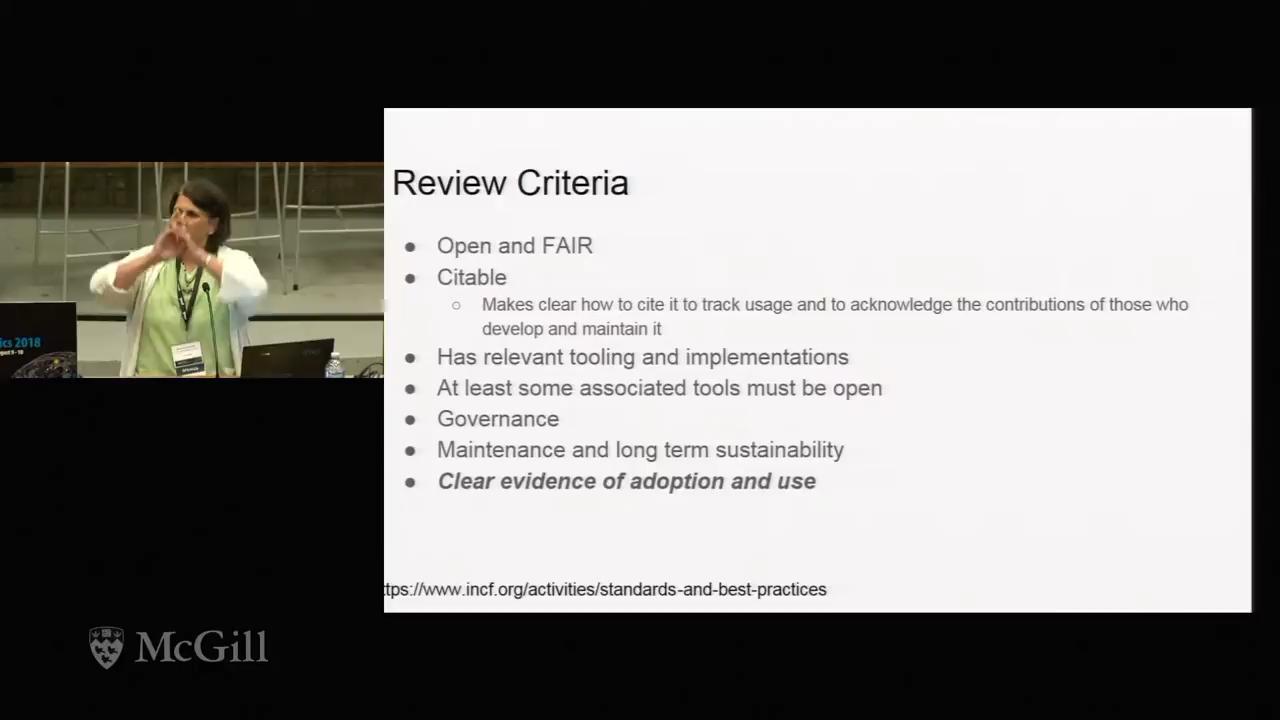 Review Criteria
Open and FAIR
Citable
Makes clear how to cite it to track usage and to acknowledge the contributions of those who
develop and maintain it
Has relevant tooling and implementations
At least some associated tools must be open
Governance
Maintenance and long term sustainability
Clear evidence of adoption and use
ttps://www.incf.org/activities/standards-and-best-practices
ics 2018
McGill